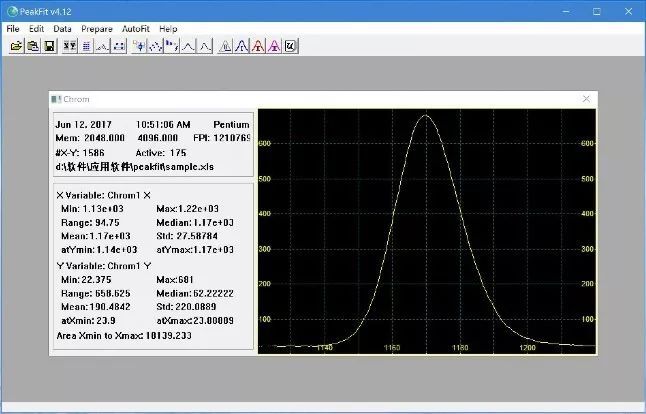 PeakFit v4.12
File Edit Data Prepare AutoFit Help
Chrom
Jun 12, 2017 10:51:06 AM Pentium
Mem: 2048.000 4096.000 FPI: 1210769
#X-Y: 1586 Active: 175
d:\软件\应用软件\peakfit\sample.xls
X Variable: Chrom1 X
Min: 1.13e+03 Max:1.22e+03
Range: 94.75 Median:1.17e+03
Mean:1.17e+03 Std: 27.58784
atYmin:1.14e+03 atYmax:1.17e+03
Y Variable: Chrom1 Y
Min:22.375 Max:681
Range: 658.625 Median:62.22222
Mean:190.4842 Std:220.0889
atXmin:23.9 atXmax:23.00009
Area Xmin to Xmax: 18139.233
600 600
500 500
400 400
300 300
200 200
100 100
1140 1160 1180 1200